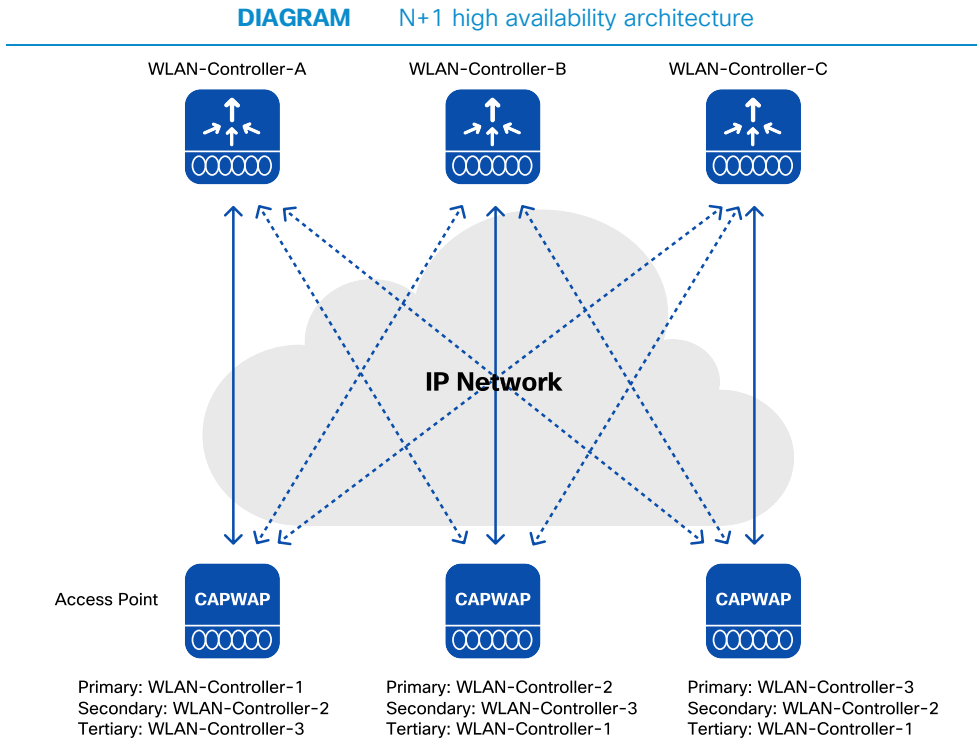 DIAGRAM N+1 high availability architecture
WLAN-Controller-A
WLAN-Controller-B
WLAN-Controller-C
IP Network
Access Point
CAPWAP
CAPWAP
CAPWAP
Primary: WLAN-Controller-1
Secondary: WLAN-Controller-2
Tertiary: WLAN-Controller-3
Primary: WLAN-Controller-2
Secondary: WLAN-Controller-3
Tertiary: WLAN-Controller-1
Primary: WLAN-Controller-3
Secondary: WLAN-Controller-2
Tertiary: WLAN-Controller-1